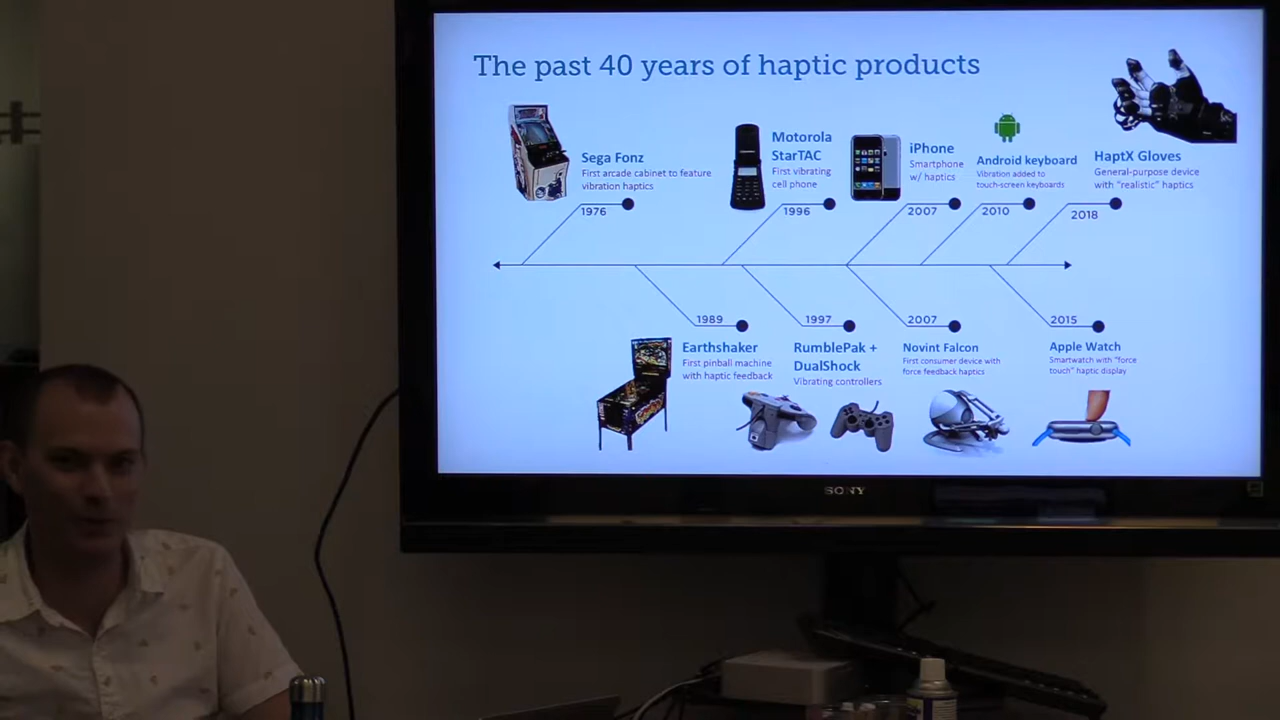 The past 40 years of haptic products
Sega Fonz
First arcade cabinet to feature
vibration haptics
1976
Motorola
StarTAC
First vibrating
cell phone
1996
iPhone
Smartphone
w/ haptics
2007
Android keyboard
Vibration added to
touch-screen keyboards
2010
HaptX Gloves
General-purpose device
with "realistic" haptics
2018
1989
Earthshaker
First pinball machine
with haptic feedback
1997
RumblePak +
DualShock
Vibrating controllers
2007
Novint Falcon
First consumer device with
force feedback haptics
2015
Apple Watch
Smartwatch with "force
touch" haptic display
SONY